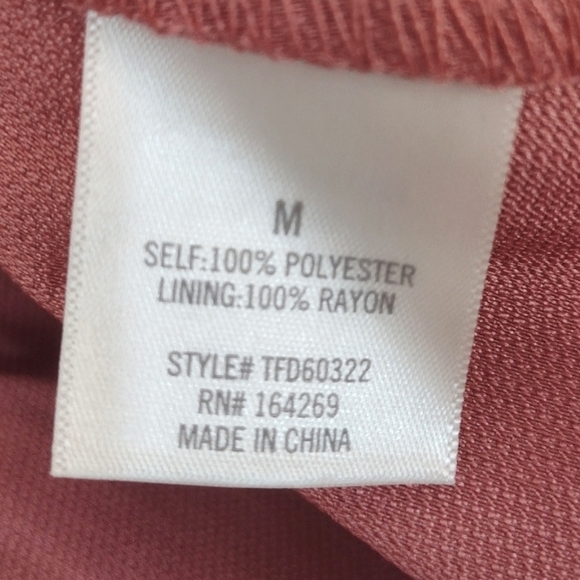 M
SELF:100% POLYESTER
LINING:100% RAYON
STYLE# TFD60322
RN# 164269
MADE IN CHINA